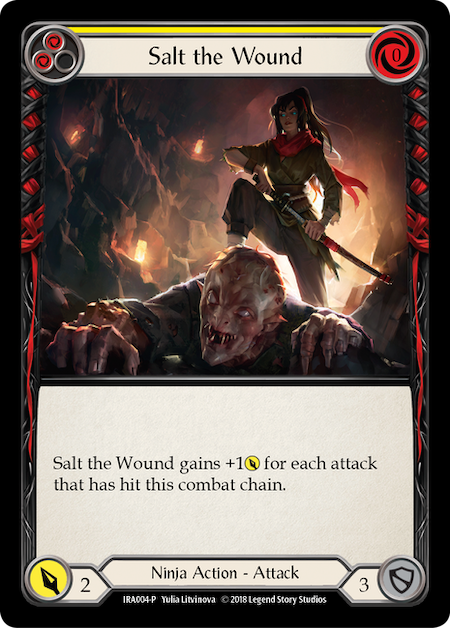 Salt the Wound
0
Salt the Wound gains +1 for each attack
that has hit this combat chain.
2
Ninja Action - Attack
3
IRA004-P Yulia Litvinova © 2018 Legend Story Studios